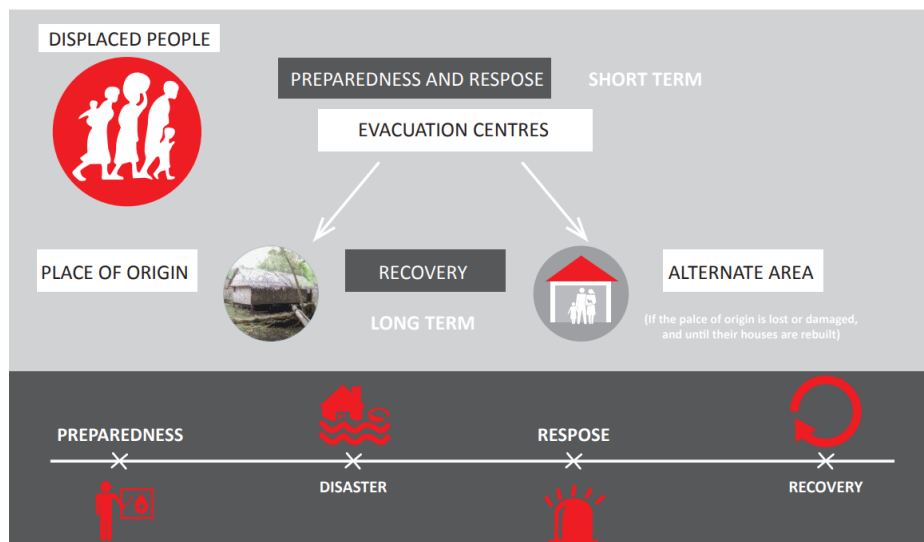 DISPLACED PEOPLE
PREPAREDNESS AND RESPOSE
SHORT TERM
EVACUATION CENTRES
PLACE OF ORIGIN
RECOVERY
LONG TERM
ALTERNATE AREA
(If the palce of origin is lost or damaged,
and until their houses are rebuilt)
PREPAREDNESS
DISASTER
RESPOSE
RECOVERY